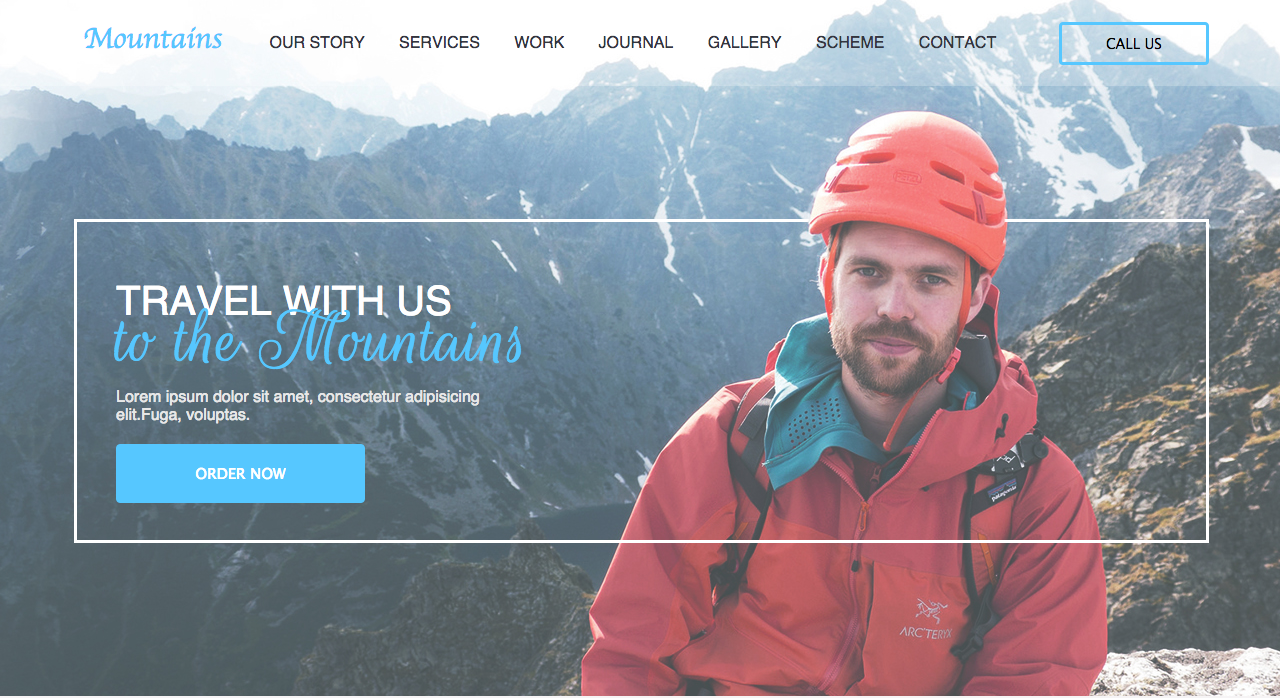 Mountains
OUR STORY SERVICES WORK JOURNAL GALLERY SCHEME CONTACT
CALL US
TRAVEL WITH US
to the Mountains
Lorem ipsum dolor sit amet, consectetur adipisicing
elit.Fuga, voluptas.
ORDER NOW
patagonia
ARC'TERYX